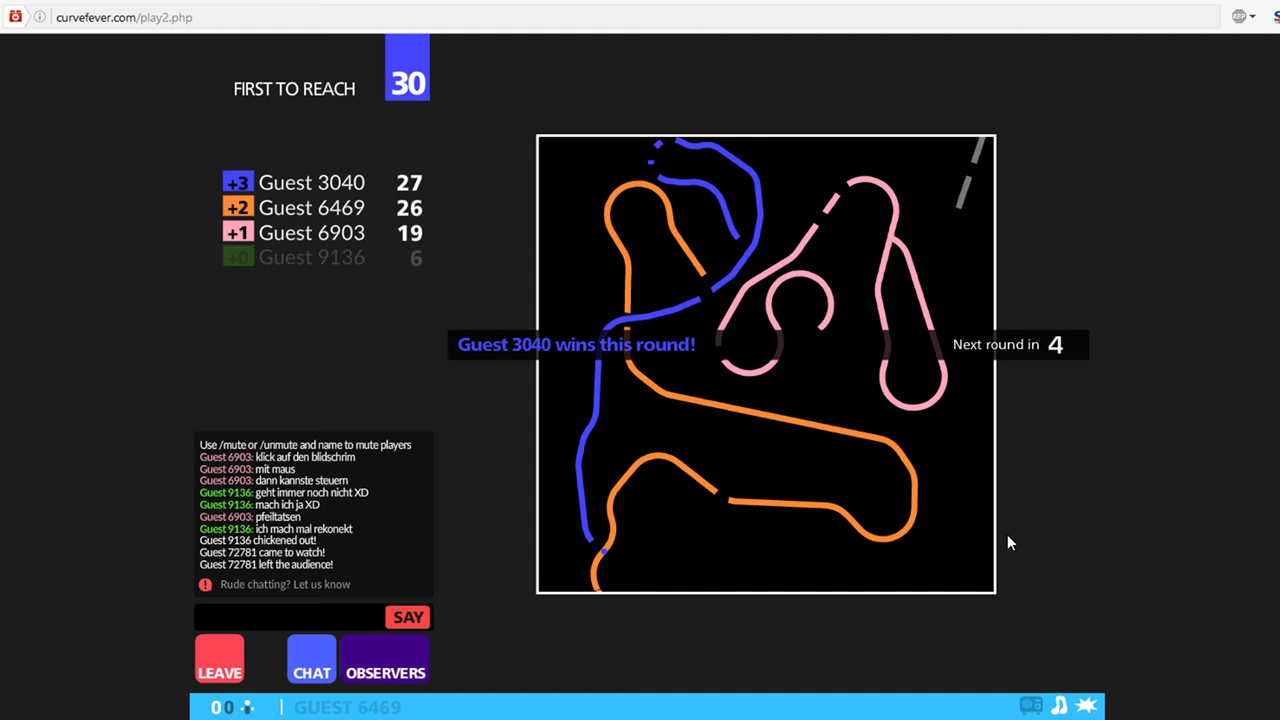 curvefever.com/play2.php
ABP
FIRST TO REACH
30
+3 Guest 3040 27
+2 Guest 6469 26
+1 Guest 6903 19
+0 Guest 9136 6
Guest 3040 wins this round!
Next round in 4
Use /mute or /unmute and name to mute players
Guest 6903: klick auf den blidschrim
Guest 6903: mit maus
Guest 6903: dann kannste steuern
Guest 9136: geht immer noch nicht XD
Guest 9136: mach ich ja XD
Guest 6903: pfeiltatsen
Guest 9136: ich mach mal rekonekt
Guest 9136 chickened out!
Guest 72781 came to watch!
Guest 72781 left the audience!
! Rude chatting? Let us know
SAY
LEAVE
CHAT
OBSERVERS
00
GUEST 6469